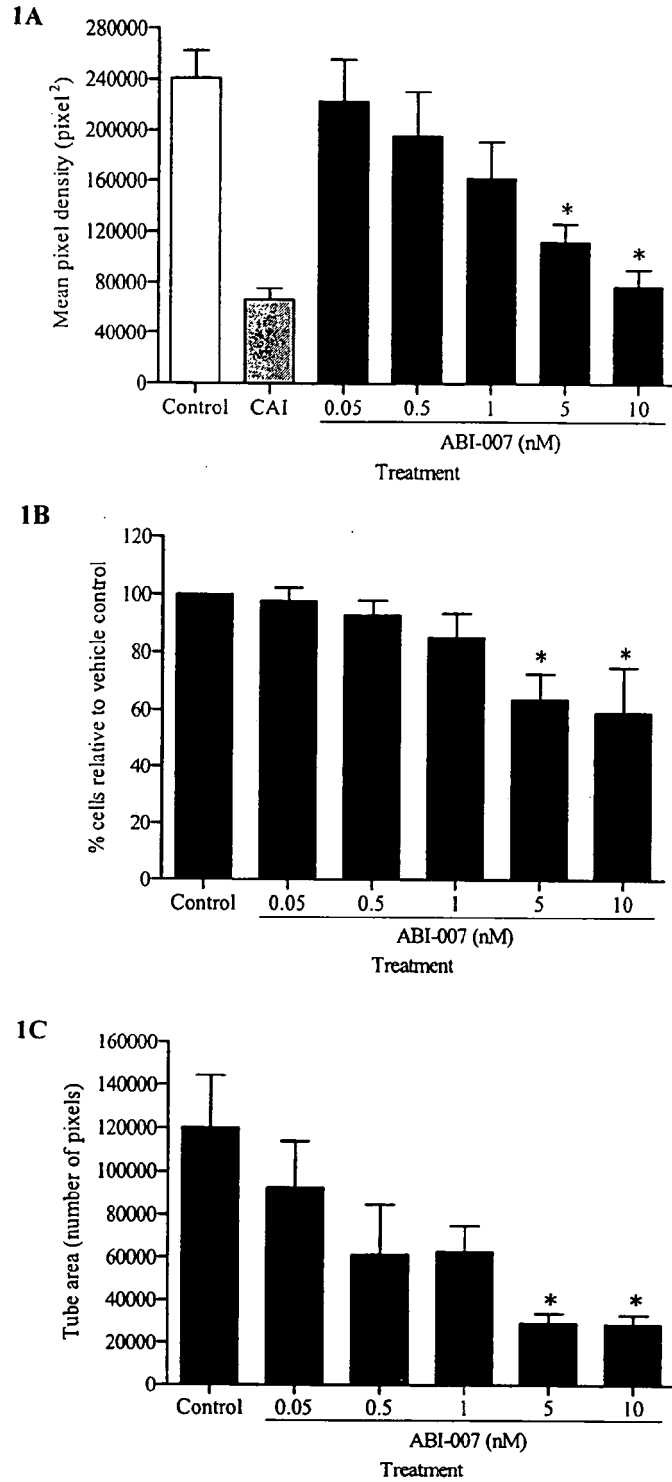 1A
Mean pixel density (pixel²)
280000
240000
200000
160000
120000
80000
40000
0
* *
Control CAI 0.05 0.5 1 5 10
ABI-007 (nM)
Treatment
1B
% cells relative to vehicle control
120
100
80
60
40
20
0
* *
Control 0.05 0.5 1 5 10
ABI-007 (nM)
Treatment
1C
Tube area (number of pixels)
160000
140000
120000
100000
80000
60000
40000
20000
0
* *
Control 0.05 0.5 1 5 10
ABI-007 (nM)
Treatment